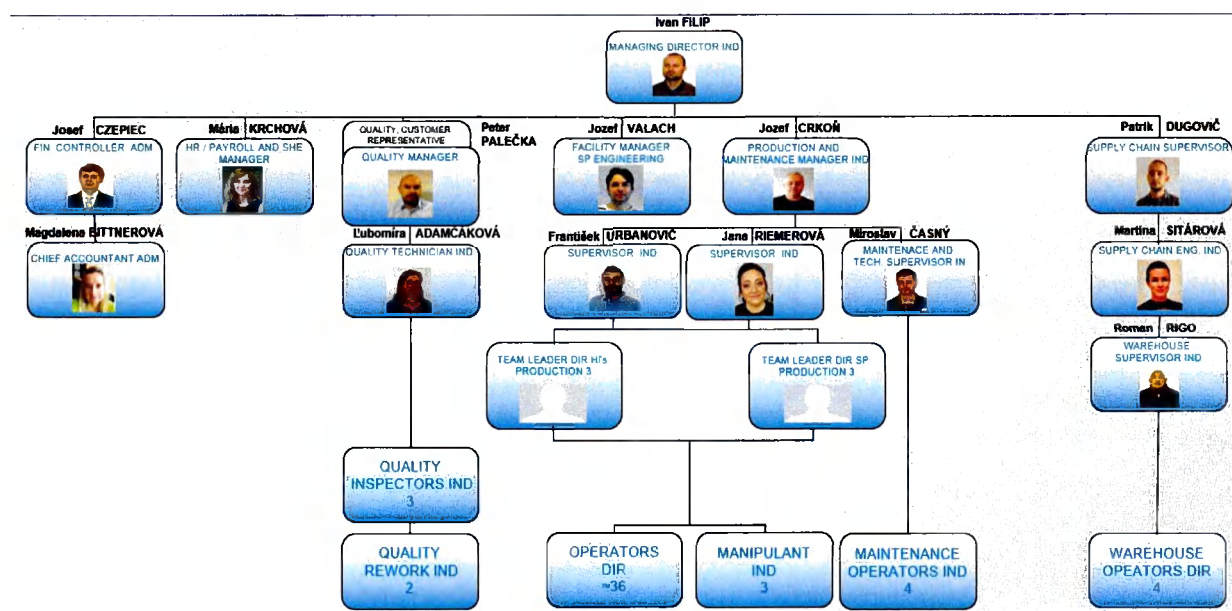 Ivan FILIP
MANAGING DIRECTOR IND
Josef CZEPIEC
FIN. CONTROLLER ADM
Mária KRCHOVÁ
HR / PAYROLL AND SHE
MANAGER
QUALITY, CUSTOMER
REPRESENTATIVE
Peter
PALEČKA
QUALITY MANAGER
Jozef VALACH
FACILITY MANAGER
SP ENGINEERING
Jozef CRKOŇ
PRODUCTION AND
MAINTENANCE MANAGER IND
Patrik DUGOVIČ
SUPPLY CHAIN SUPERVISOR
Magdalena BITTNEROVÁ
CHIEF ACCOUNTANT ADM
Ľubomíra ADAMČÁKOVÁ
QUALITY TECHNICIAN IND
František URBANOVIČ
SUPERVISOR IND
Jana RIEMEROVÁ
SUPERVISOR IND
Miroslav ČASNÝ
MAINTENACE AND
TECH. SUPERVISOR IN
Martina SITÁROVÁ
SUPPLY CHAIN ENG. IND
Roman RIGO
WAREHOUSE
SUPERVISOR IND
TEAM LEADER DIR HI's
PRODUCTION 3
TEAM LEADER DIR SP
PRODUCTION 3
QUALITY
INSPECTORS IND
3
QUALITY
REWORK IND
2
OPERATORS
DIR
36
MANIPULANT
IND
3
MAINTENANCE
OPERATORS IND
4
WAREHOUSE
OPEATORS DIR
4